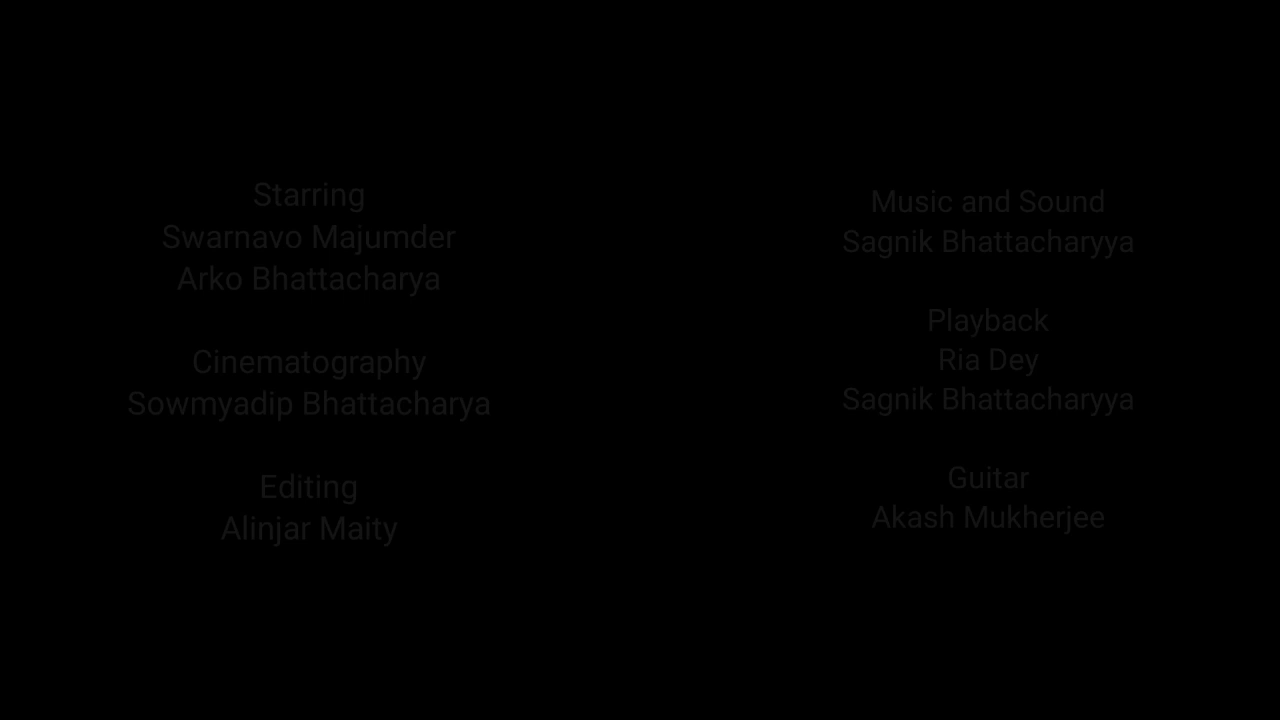 Starring
Swarnavo Majumder
Arko Bhattacharya
Cinematography
Sowmyadip Bhattacharya
Editing
Alinjar Maity
Music and Sound
Sagnik Bhattacharyya
Playback
Ria Dey
Sagnik Bhattacharyya
Guitar
Akash Mukherjee